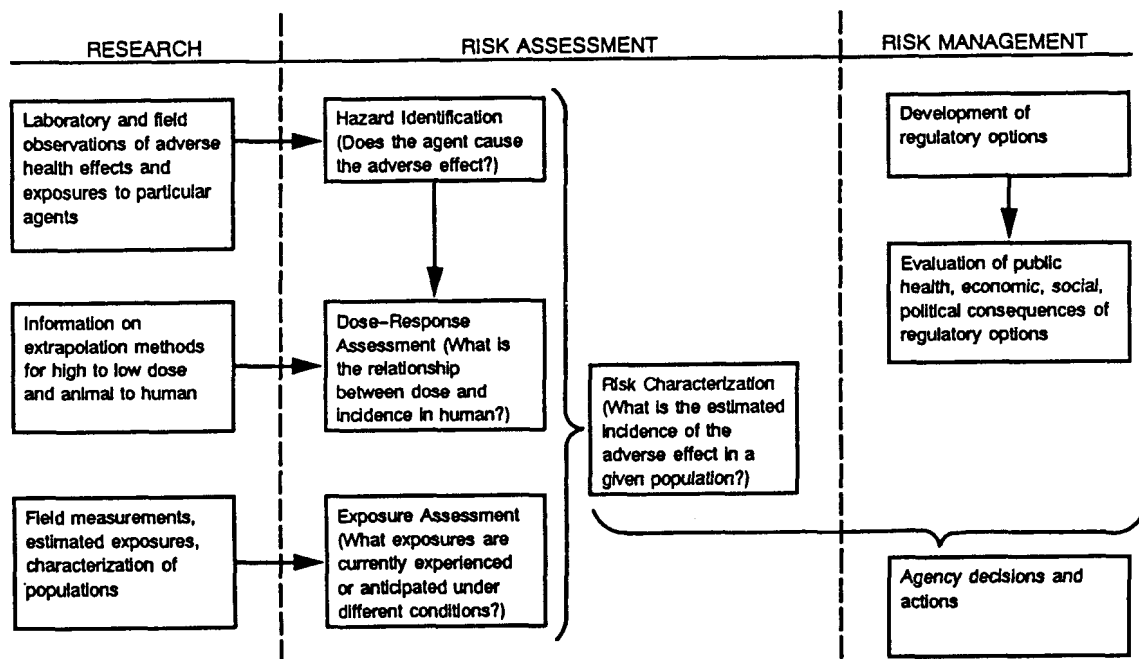 RESEARCH
RISK ASSESSMENT
RISK MANAGEMENT
Laboratory and field
observations of adverse
health effects and
exposures to particular
agents
Hazard Identification
(Does the agent cause
the adverse effect?)
Development of
regulatory options
Evaluation of public
health, economic, social,
political consequences of
regulatory options
Information on
extrapolation methods
for high to low dose
and animal to human
Dose-Response
Assessment (What is
the relationship
between dose and
incidence in human?)
Risk Characterization
(What is the estimated
incidence of the
adverse effect in a
given population?)
Field measurements,
estimated exposures,
characterization of
populations
Exposure Assessment
(What exposures are
currently experienced
or anticipated under
different conditions?)
Agency decisions and
actions